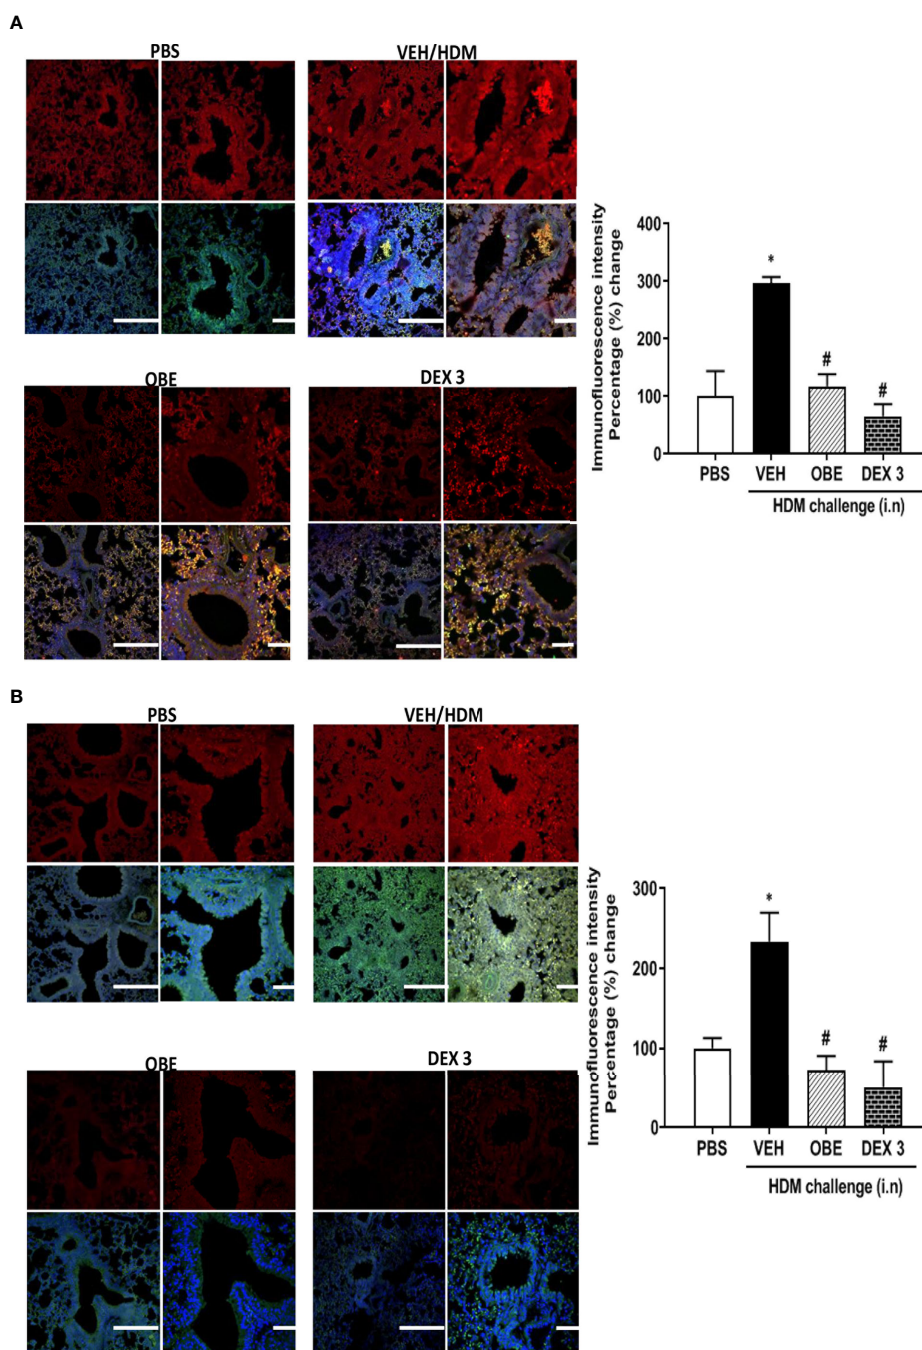 A
PBS
VEH/HDM
OBE
DEX 3
Immunofluorescence intensity
Percentage (%) change
400
300
200
100
0
*
#
#
PBS
VEH
OBE
DEX 3
HDM challenge (i.n)
B
PBS
VEH/HDM
OBE
DEX 3
Immunofluorescence intensity
Percentage (%) change
300
200
100
0
*
#
#
PBS
VEH
OBE
DEX 3
HDM challenge (i.n)